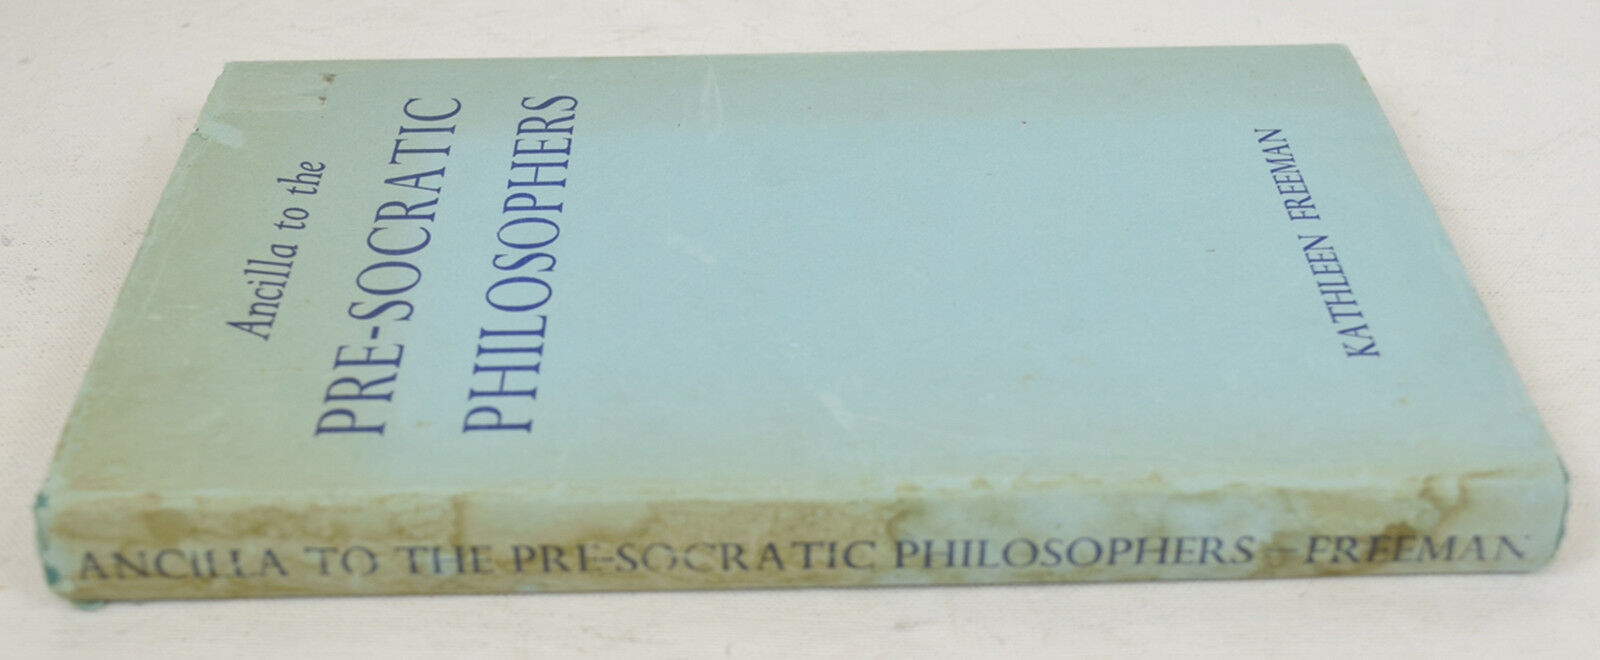 Ancilla to the
PRE-SOCRATIC
PHILOSOPHERS
KATHLEEN FREEMAN
ANCILLA TO THE PRE-SOCRATIC PHILOSOPHERS — FREEMAN